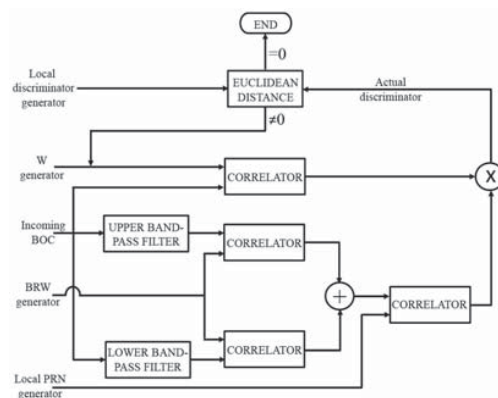 END
=0
Local
discriminator
generator
EUCLIDEAN
DISTANCE
Actual
discriminator
≠0
W
generator
CORRELATOR
X
Incoming
BOC
UPPER BAND-
PASS FILTER
CORRELATOR
BRW
generator
+
CORRELATOR
LOWER BAND-
PASS FILTER
CORRELATOR
Local PRN
generator